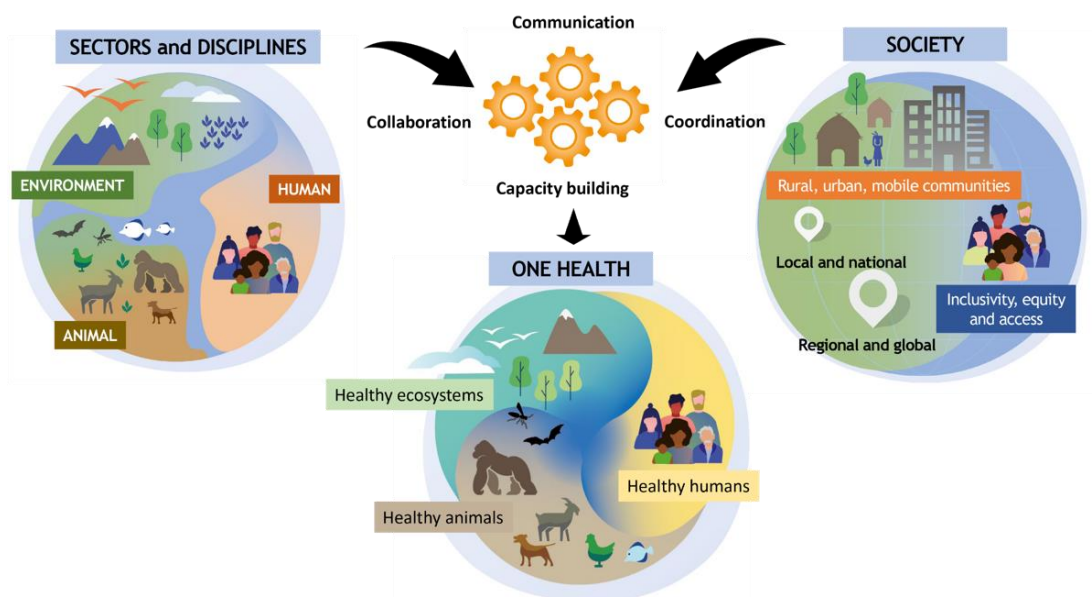 SECTORS and DISCIPLINES
ENVIRONMENT
HUMAN
ANIMAL
Communication
Collaboration
Coordination
Capacity building
SOCIETY
Rural, urban, mobile communities
Local and national
Inclusivity, equity
and access
Regional and global
ONE HEALTH
Healthy ecosystems
Healthy humans
Healthy animals